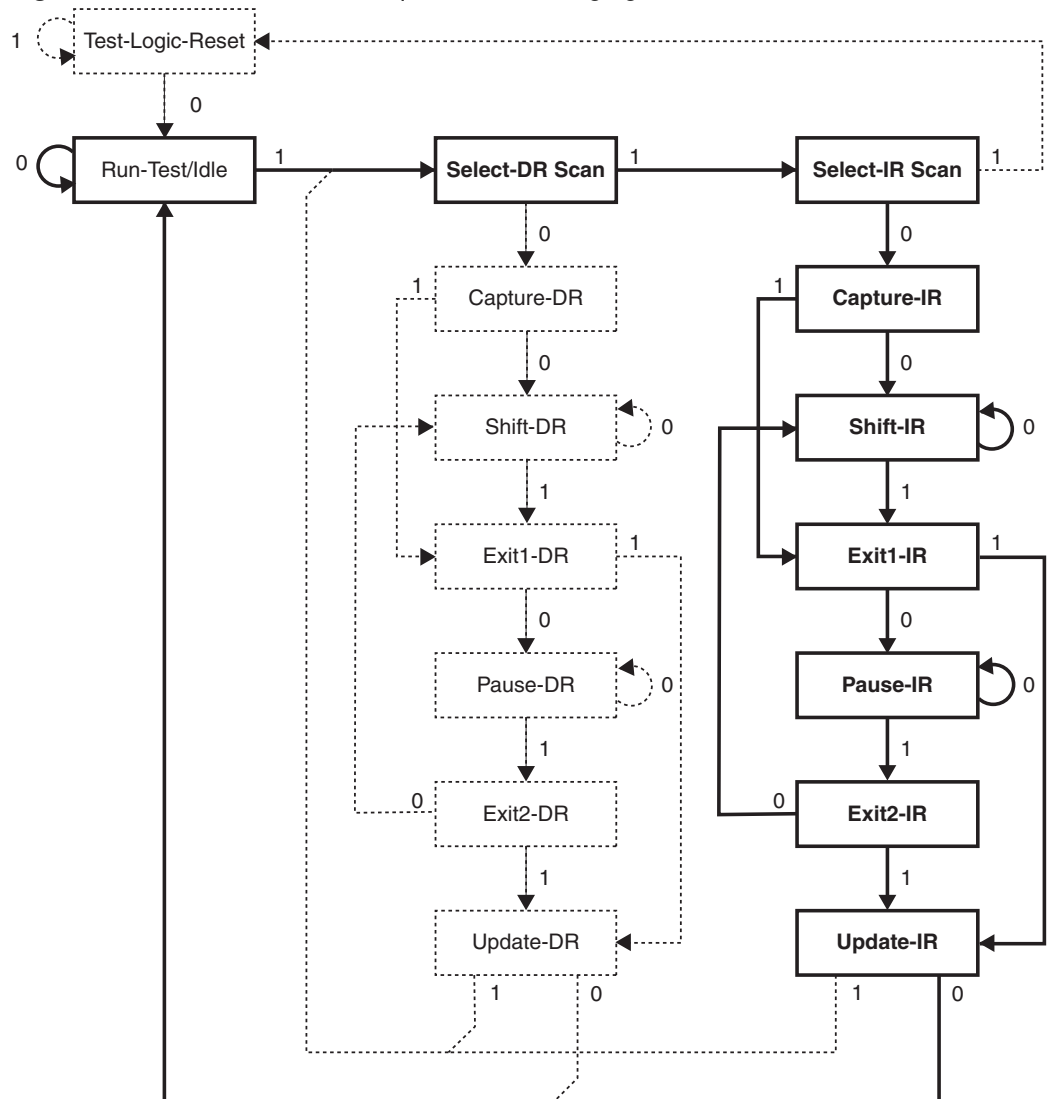 1 Test-Logic-Reset
0
0 Run-Test/Idle 1 Select-DR Scan 1 Select-IR Scan 1
0 0
1 Capture-DR 1 Capture-IR
0 0
Shift-DR 0 Shift-IR 0
1 1
Exit1-DR 1 Exit1-IR 1
0 0
Pause-DR 0 Pause-IR 0
1 1
0 Exit2-DR 0 Exit2-IR
1 1
Update-DR Update-IR
1 0 1 0